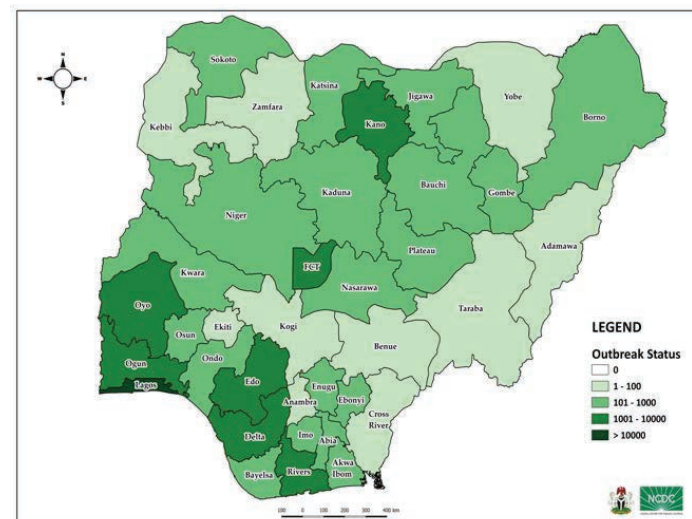 N
W E
S
Sokoto
Katsina
Jigawa
Yobe
Zamfara
Borno
Kebbi
Kano
Kaduna
Bauchi
Gombe
Niger
Adamawa
Plateau
FCT
Kwara
Nasarawa
Taraba
Oyo
Kogi
Ekiti
Osun
Benue
Ondo
Ogun
Edo
Enugu
Lagos
Anambra
Ebonyi
Cross
River
Delta
Imo
Abia
Rivers
Akwa
Ibom
Bayelsa
LEGEND
Outbreak Status
0
1 - 100
101 - 1000
1001 - 10000
> 10000
100 0 100 200 300 400 km
NCDC